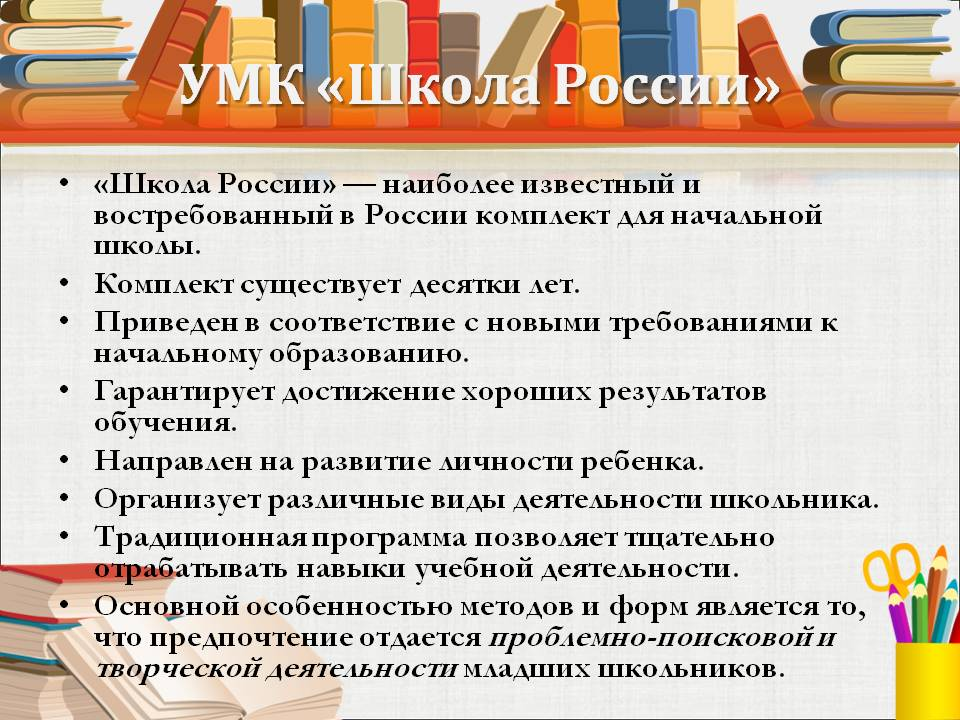 УМК «Школа России»
• «Школа России» — наиболее известный и
востребованный в России комплект для начальной
школы.
• Комплект существует десятки лет.
• Приведен в соответствие с новыми требованиями к
начальному образованию.
• Гарантирует достижение хороших результатов
обучения.
• Направлен на развитие личности ребенка.
• Организует различные виды деятельности школьника.
• Традиционная программа позволяет тщательно
отрабатывать навыки учебной деятельности.
• Основной особенностью методов и форм является то,
что предпочтение отдается проблемно-поисковой и
творческой деятельности младших школьников.